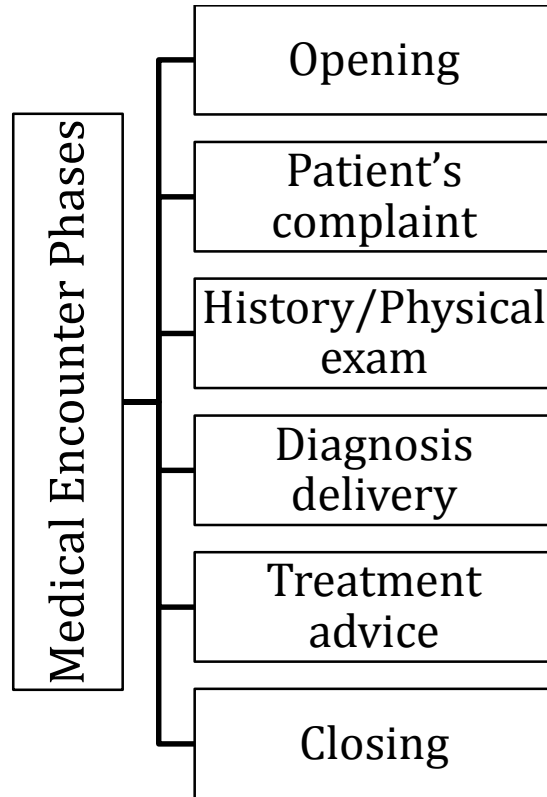 Medical Encounter Phases
Opening
Patient’s
complaint
History/Physical
exam
Diagnosis
delivery
Treatment
advice
Closing